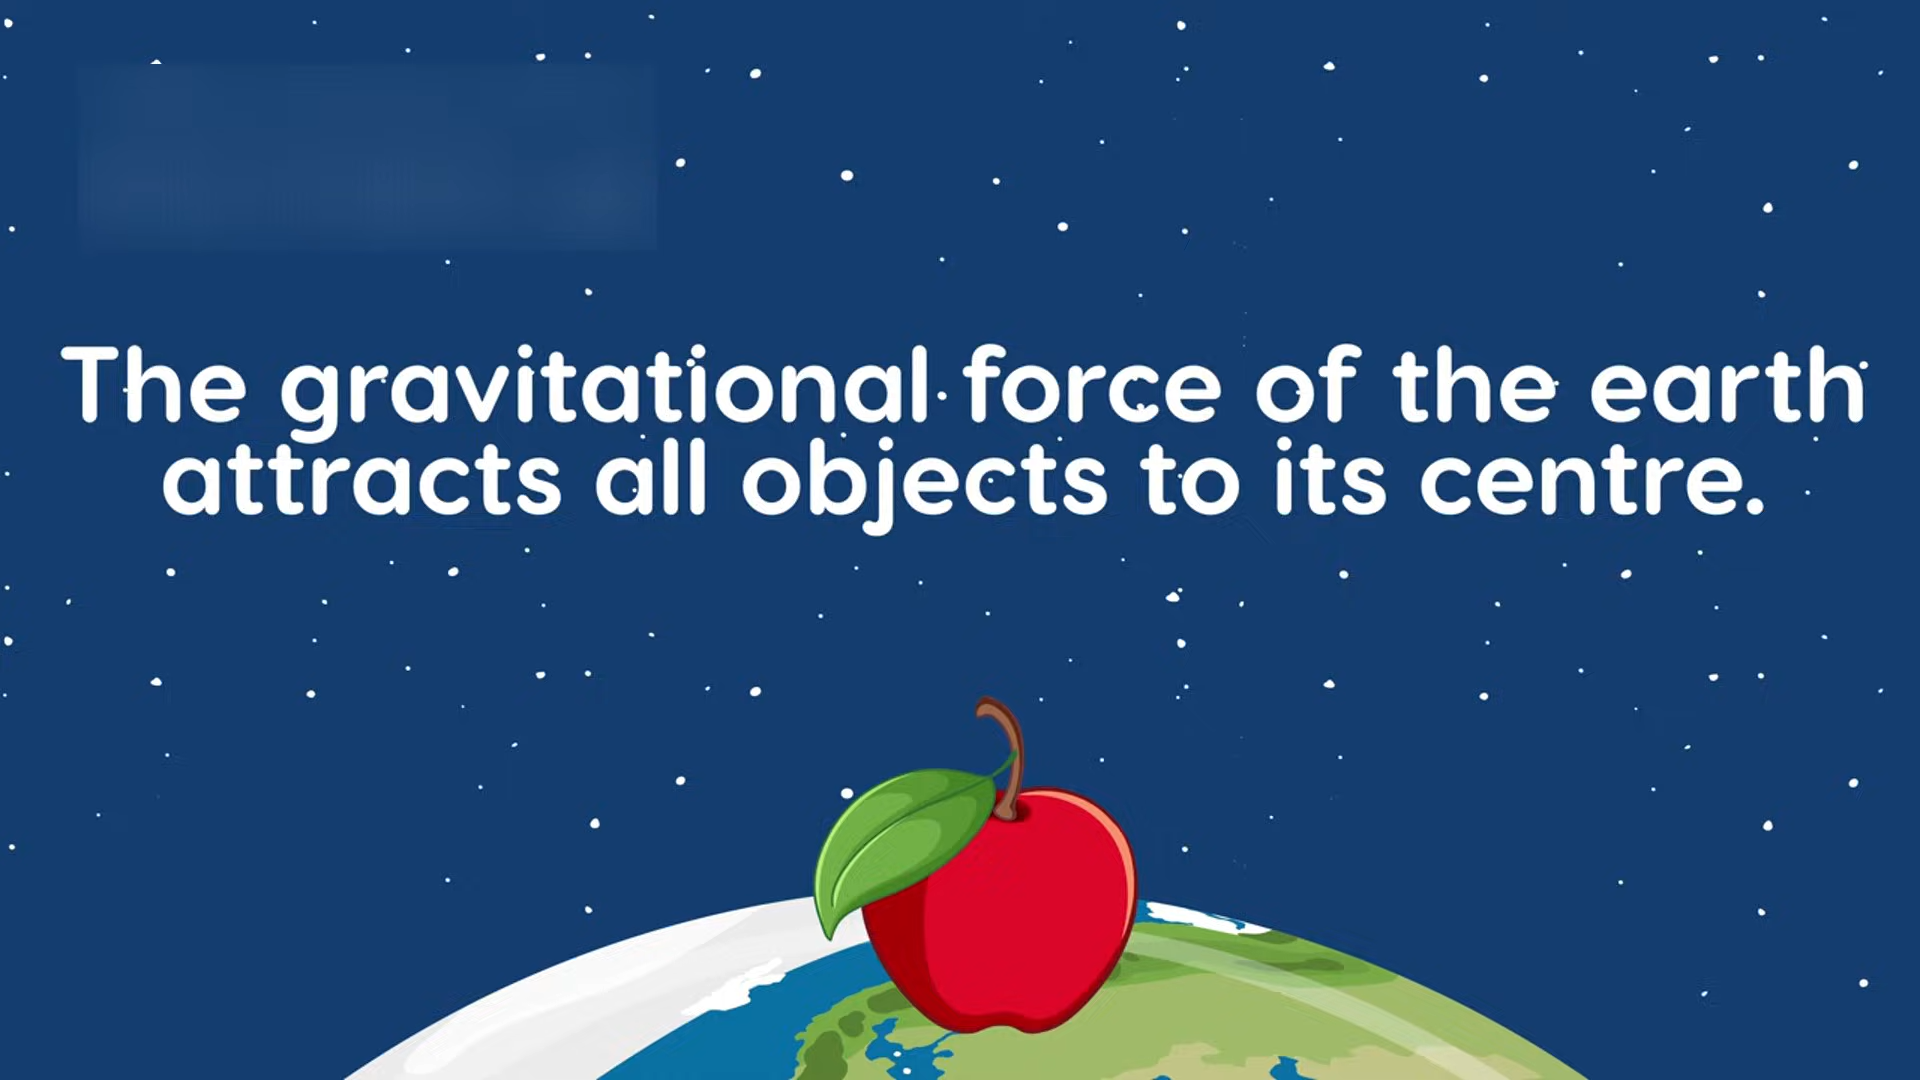 The gravitational force of the earth
attracts all objects to its centre.